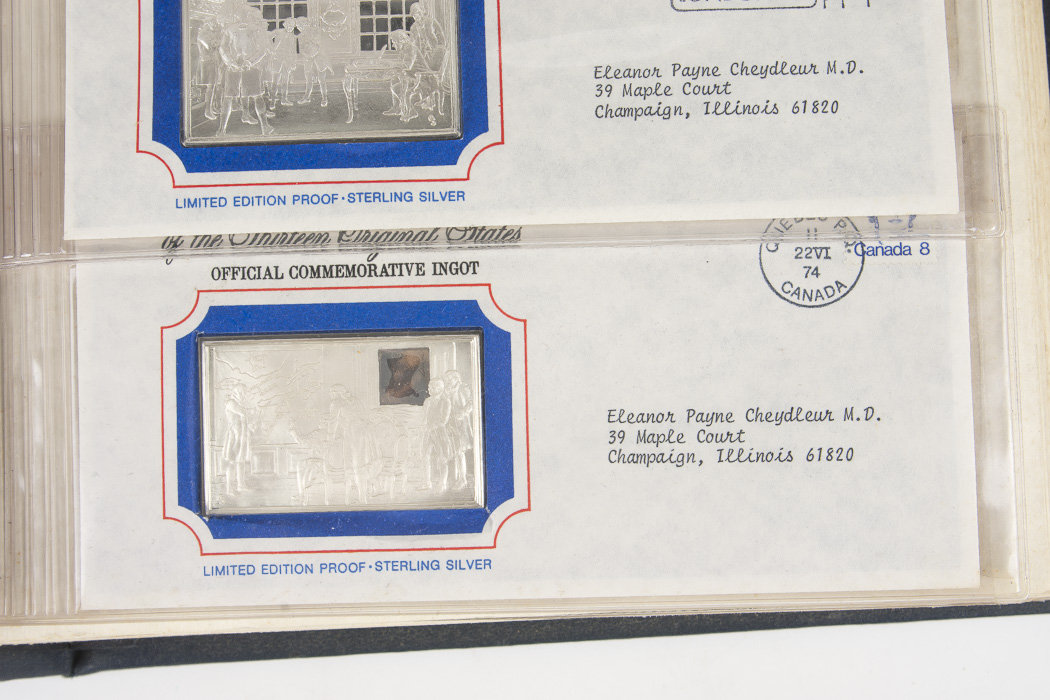 Eleanor Payne Cheydleur M.D.
39 Maple Court
Champaign, Illinois 61820
LIMITED EDITION PROOF·STERLING SILVER
of the Thirteen Original States
OFFICIAL COMMEMORATIVE INGOT
QUEBEC P.Q.
11
22VI
74
CANADA
Canada 8
Eleanor Payne Cheydleur M.D.
39 Maple Court
Champaign, Illinois 61820
LIMITED EDITION PROOF·STERLING SILVER